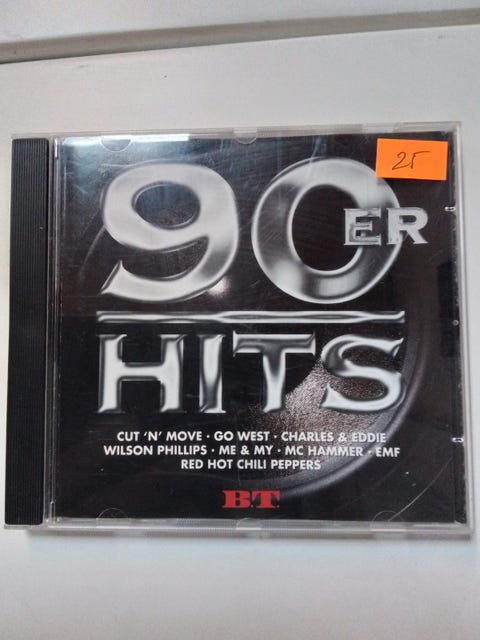 25
90ER
HITS
CUT 'N' MOVE · GO WEST · CHARLES & EDDIE
WILSON PHILLIPS · ME & MY · MC HAMMER · EMF
RED HOT CHILI PEPPERS
B.T.